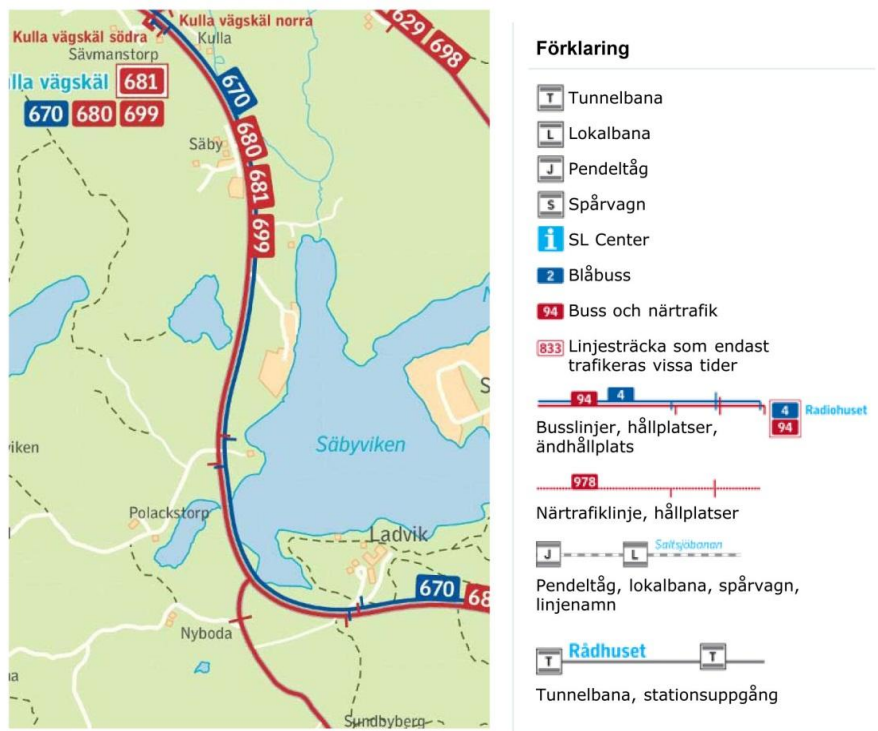 Kulla vägskäl norra
Kulla vägskäl södra
Kulla
Sävmanstorp
lla vägskäl 681
670 680 699
629 698
670
680
681
699
Säby
S
viken
Säbyviken
Polackstorp
Ladvik
670 68
Nyboda
a
Sundbyberg
Förklaring
T Tunnelbana
L Lokalbana
J Pendeltåg
S Spårvagn
i SL Center
2 Blåbuss
94 Buss och närtrafik
833 Linjesträcka som endast
trafikeras vissa tider
94 4
4 Radiohuset
94
Busslinjer, hållplatser,
ändhållplats
978
Närtrafiklinje, hållplatser
J L Saltsjöbanan
Pendeltåg, lokalbana, spårvagn,
linjenamn
T Rådhuset T
Tunnelbana, stationsuppgång